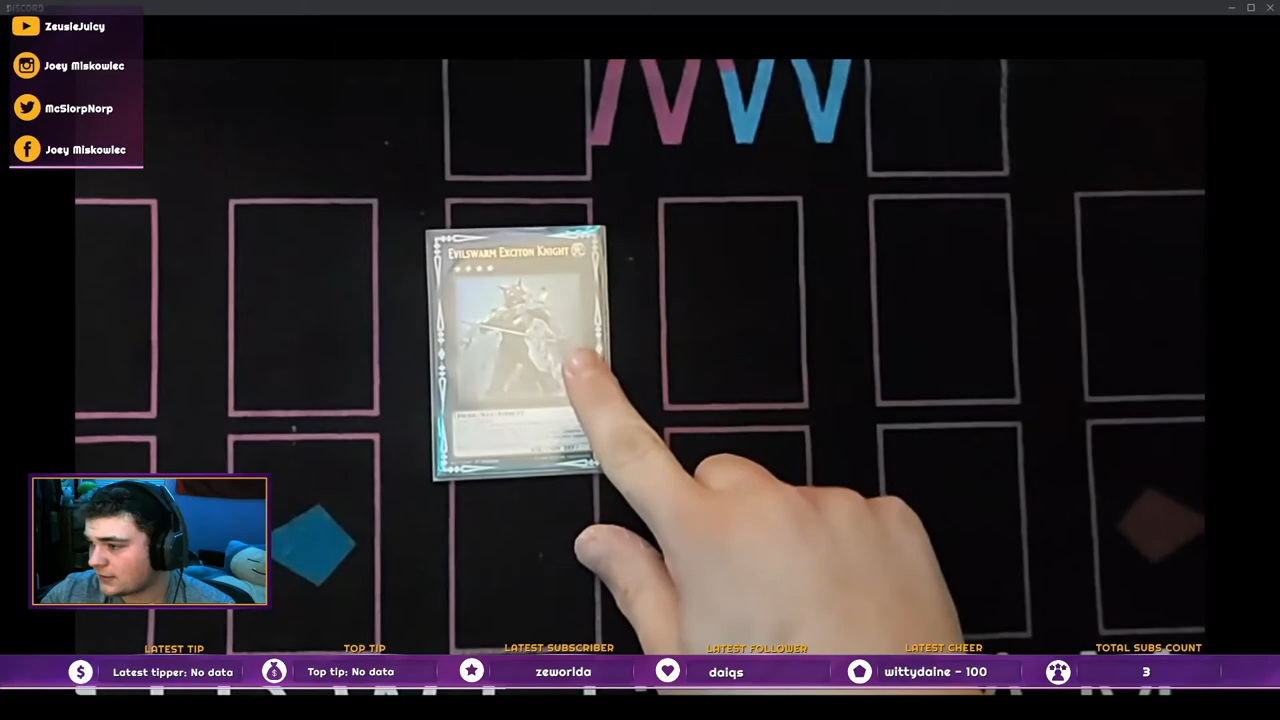 DISCORD
ZeusieJuicy
Joey Miskowiec
McSlorpNorp
Joey Miskowiec
EVILSWARM EXCITON KNIGHT
LATEST TIP
TOP TIP
LATEST SUBSCRIBER
LATEST FOLLOWER
LATEST CHEER
TOTAL SUBS COUNT
Latest tipper: No data
Top tip: No data
zeworlda
daiqs
wittydaine - 100
3